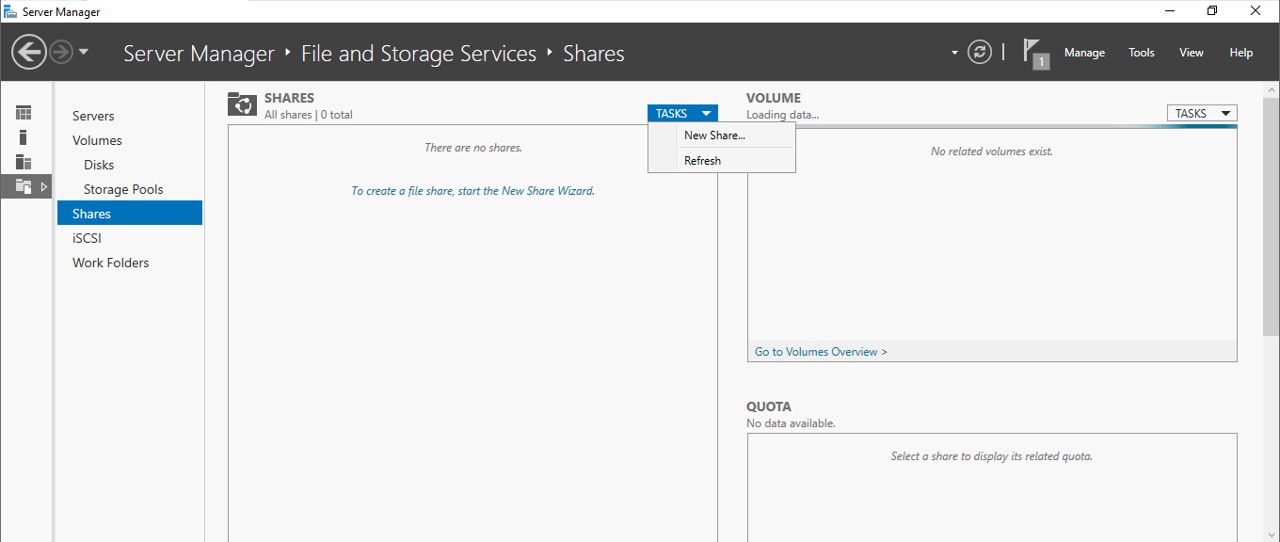 Server Manager
Server Manager ‣ File and Storage Services ‣ Shares
1
Manage
Tools
View
Help
Servers
Volumes
Disks
Storage Pools
Shares
iSCSI
Work Folders
SHARES
All shares | 0 total
TASKS
New Share...
Refresh
There are no shares.
To create a file share, start the New Share Wizard.
VOLUME
Loading data...
TASKS
No related volumes exist.
Go to Volumes Overview >
QUOTA
No data available.
Select a share to display its related quota.